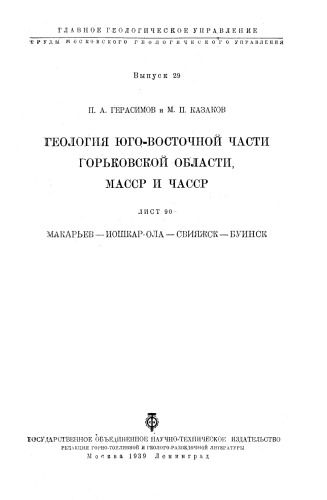 ГЛАВНОЕ ГЕОЛОГИЧЕСКОЕ УПРАВЛЕНИЕ
ТРУДЫ МОСКОВСКОГО ГЕОЛОГИЧЕСКОГО УПРАВЛЕНИЯ
Выпуск 29
П. А. ГЕРАСИМОВ и М. П. КАЗАКОВ
ГЕОЛОГИЯ ЮГО-ВОСТОЧНОЙ ЧАСТИ
ГОРЬКОВСКОЙ ОБЛАСТИ,
МАССР И ЧАССР
ЛИСТ 90
МАКАРЬЕВ — ИОШКАР-ОЛА — СВИЯЖСК — БУИНСК
ГОСУДАРСТВЕННОЕ ОБЪЕДИНЕННОЕ НАУЧНО-ТЕХНИЧЕСКОЕ ИЗДАТЕЛЬСТВО
РЕДАКЦИЯ ГОРНО-ТОПЛИВНОЙ И ГЕОЛОГО-РАЗВЕДОЧНОЙ ЛИТЕРАТУРЫ
Москва 1939 Ленинград